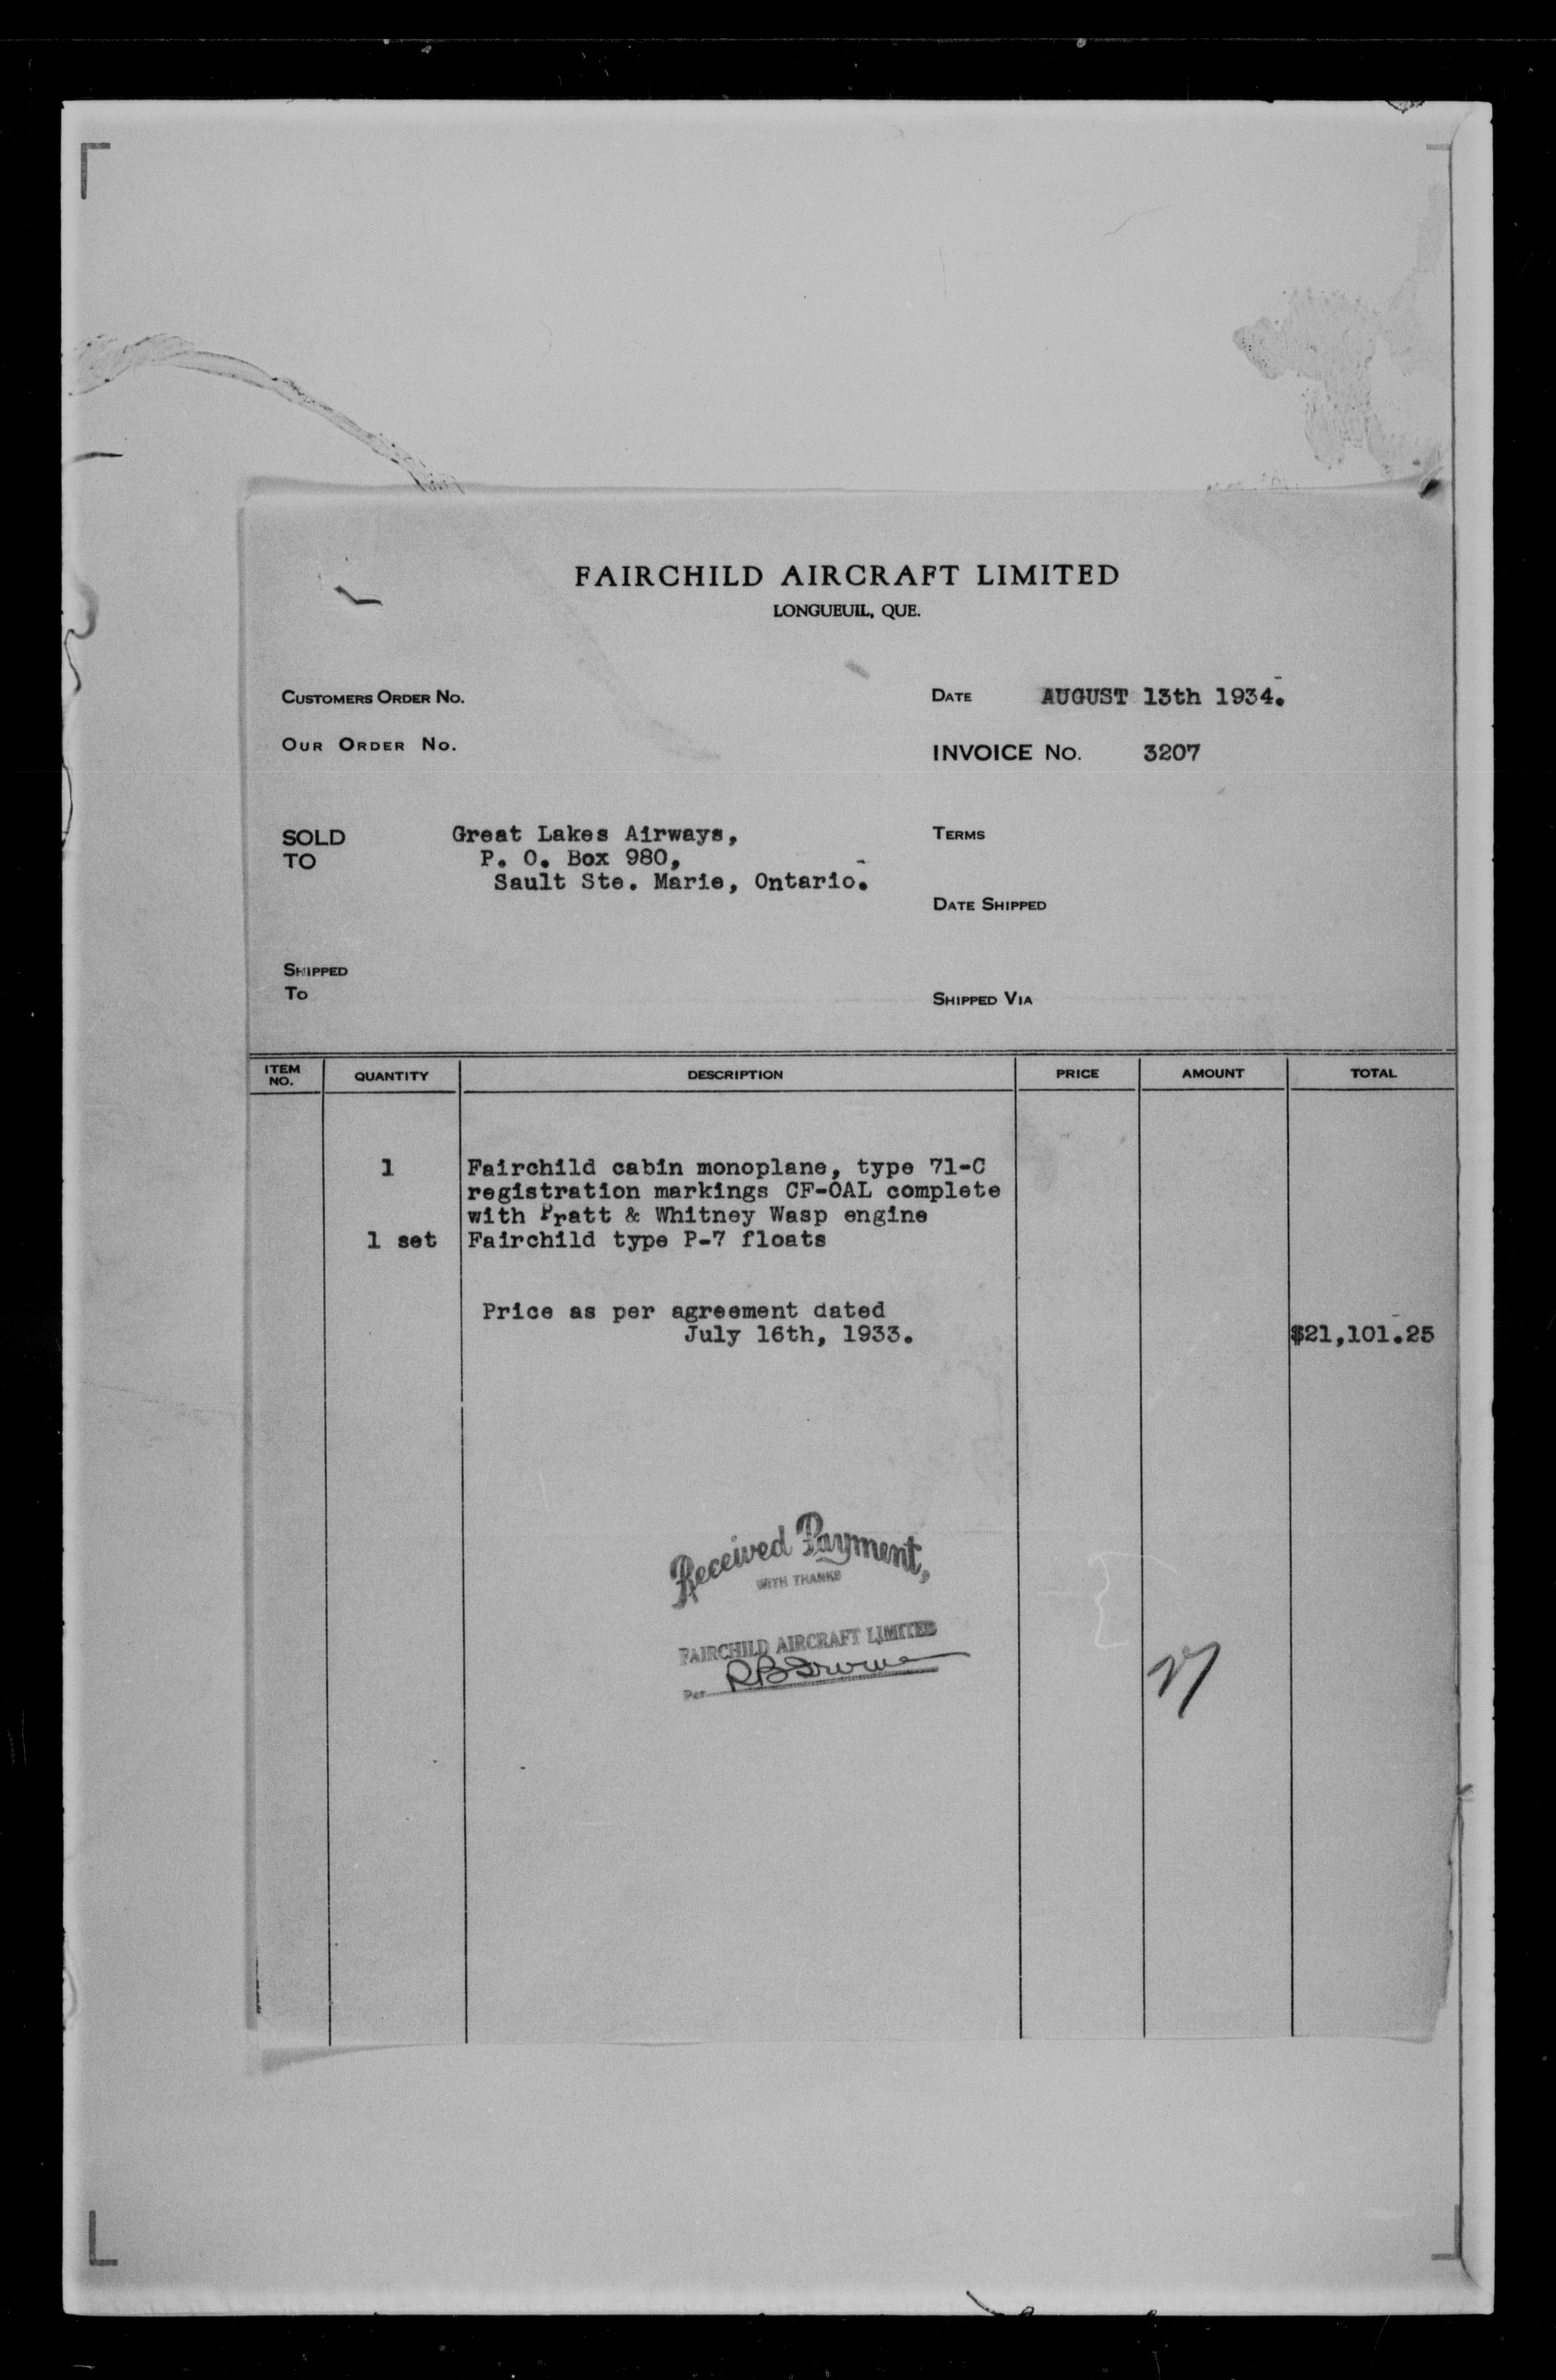 FAIRCHILD AIRCRAFT LIMITED
LONGUEUIL, QUE.
CUSTOMERS ORDER NO.
DATE AUGUST 13th 1934.
OUR ORDER NO.
INVOICE NO. 3207
SOLD TO
Great Lakes Airways,
P. O. Box 980,
Sault Ste. Marie, Ontario.
TERMS
DATE SHIPPED
SHIPPED TO
SHIPPED VIA
ITEM NO. QUANTITY DESCRIPTION PRICE AMOUNT TOTAL
1 Fairchild cabin monoplane, type 71-C
registration markings CF-OAL complete
with Pratt & Whitney Wasp engine
1 set Fairchild type P-7 floats
Price as per agreement dated
July 16th, 1933. $21,101.25
Received Payment,
WITH THANKS
FAIRCHILD AIRCRAFT LIMITED
Per